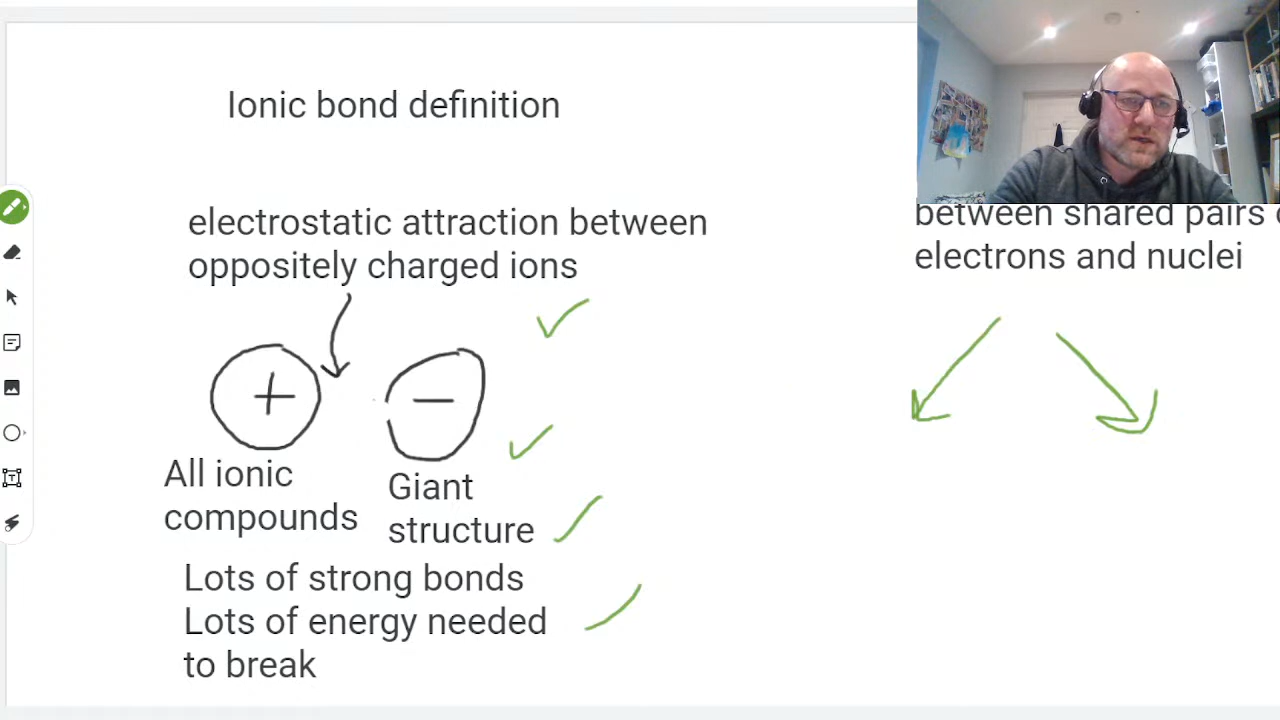 Ionic bond definition
electrostatic attraction between
oppositely charged ions
+
−
All ionic
compounds
Giant
structure
Lots of strong bonds
Lots of energy needed
to break
between shared pairs
electrons and nuclei